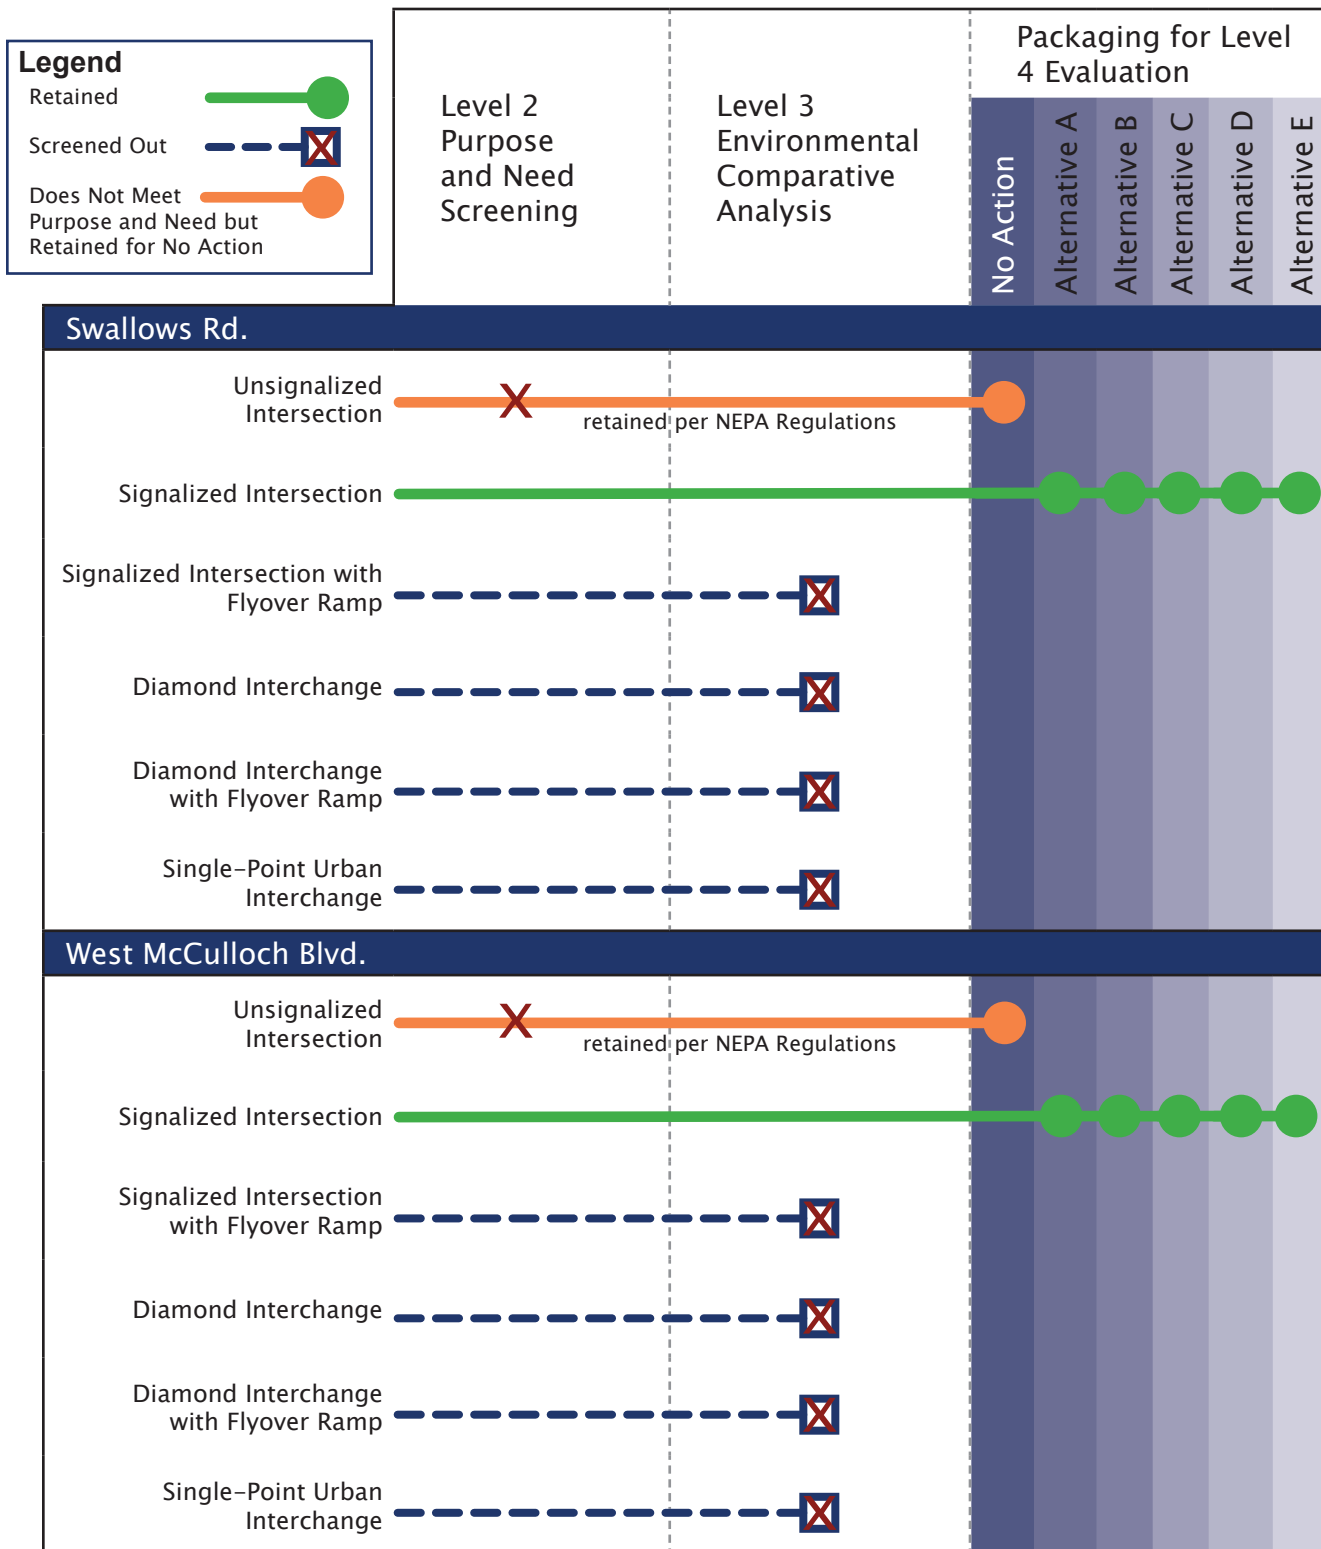 Legend
Retained
Screened Out
Does Not Meet
Purpose and Need but
Retained for No Action
Level 2
Purpose
and Need
Screening
Level 3
Environmental
Comparative
Analysis
Packaging for Level
4 Evaluation
No Action
Alternative A
Alternative B
Alternative C
Alternative D
Alternative E
Swallows Rd.
Unsignalized
Intersection
retained per NEPA Regulations
Signalized Intersection
Signalized Intersection with
Flyover Ramp
Diamond Interchange
Diamond Interchange
with Flyover Ramp
Single-Point Urban
Interchange
West McCulloch Blvd.
Unsignalized
Intersection
retained per NEPA Regulations
Signalized Intersection
Signalized Intersection
with Flyover Ramp
Diamond Interchange
Diamond Interchange
with Flyover Ramp
Single-Point Urban
Interchange